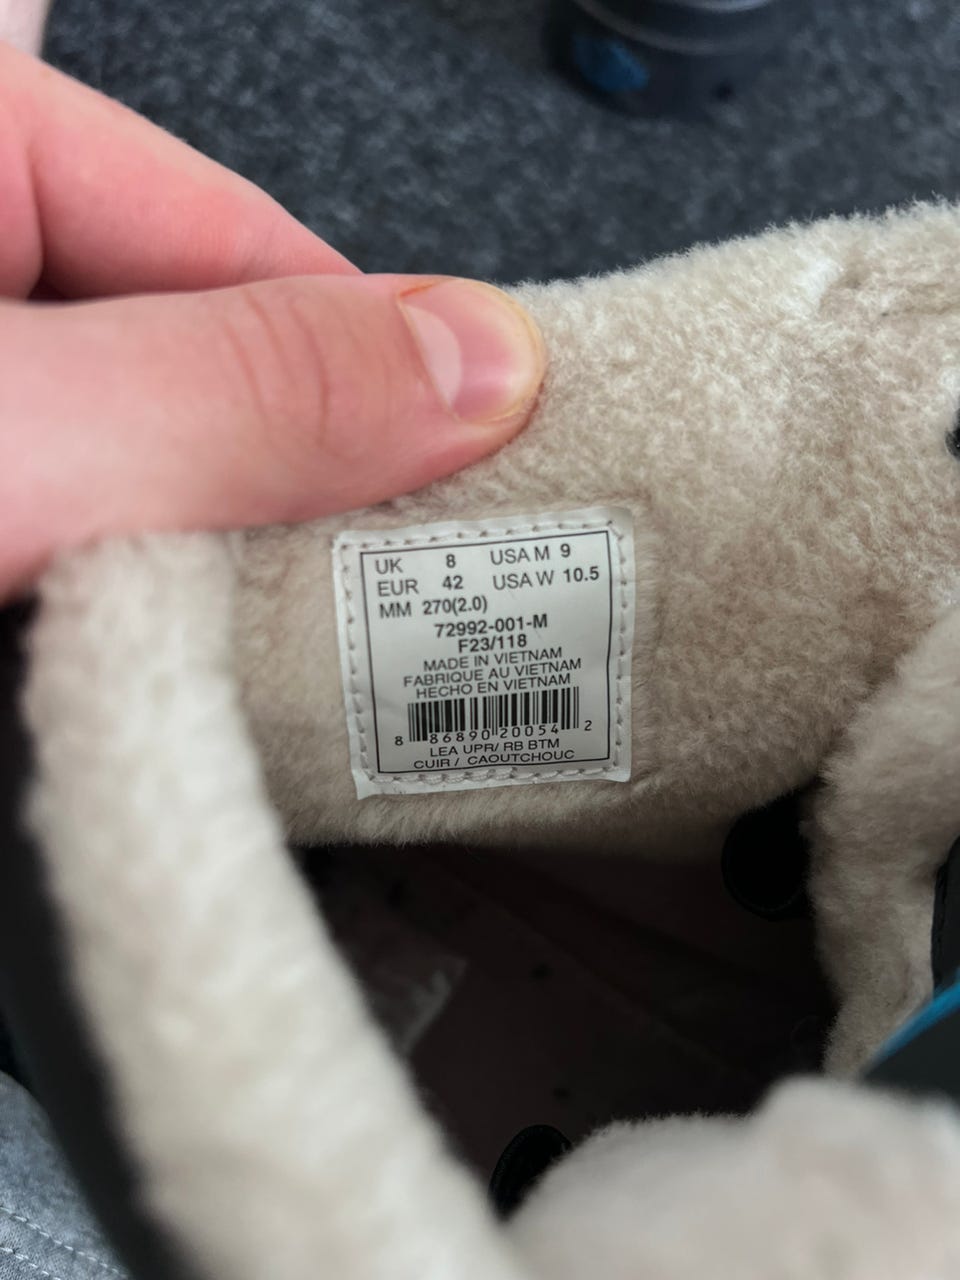 UK 8 USA M 9
EUR 42 USA W 10.5
MM 270(2.0)
72992-001-M
F23/118
MADE IN VIETNAM
FABRIQUE AU VIETNAM
HECHO EN VIETNAM
8 86890 20054 2
LEA UPR/ RB BTM
CUIR / CAOUTCHOUC